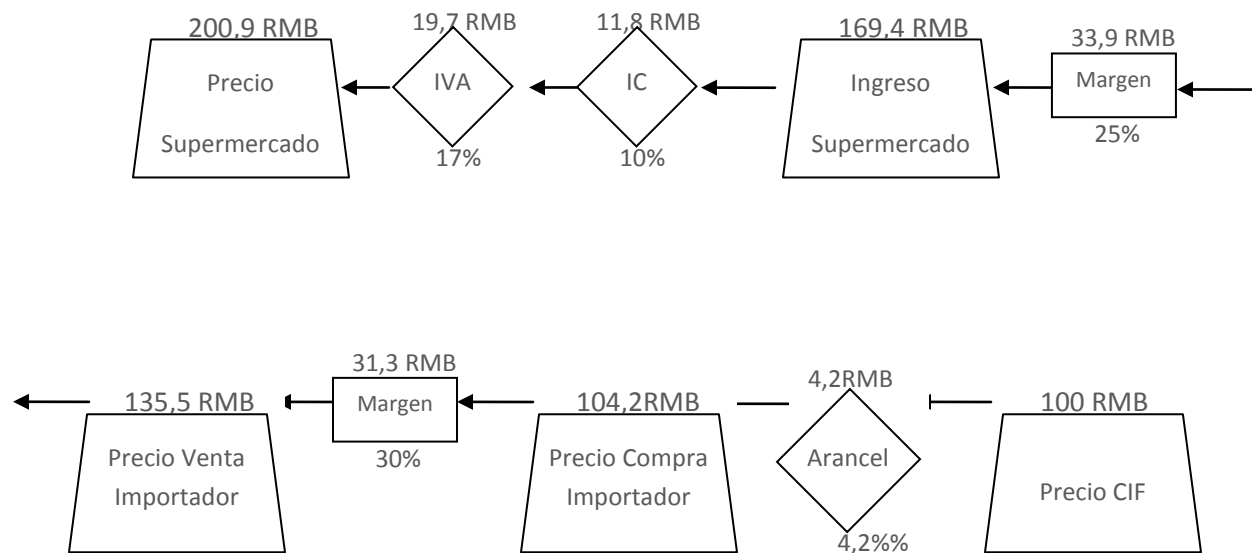 200,9 RMB
19,7 RMB
11,8 RMB
169,4 RMB
33,9 RMB
Precio
Supermercado
IVA
IC
Ingreso
Supermercado
Margen
17%
10%
25%
135,5 RMB
31,3 RMB
104,2RMB
4,2RMB
100 RMB
Precio Venta
Importador
Margen
30%
Precio Compra
Importador
Arancel
4,2%%
Precio CIF